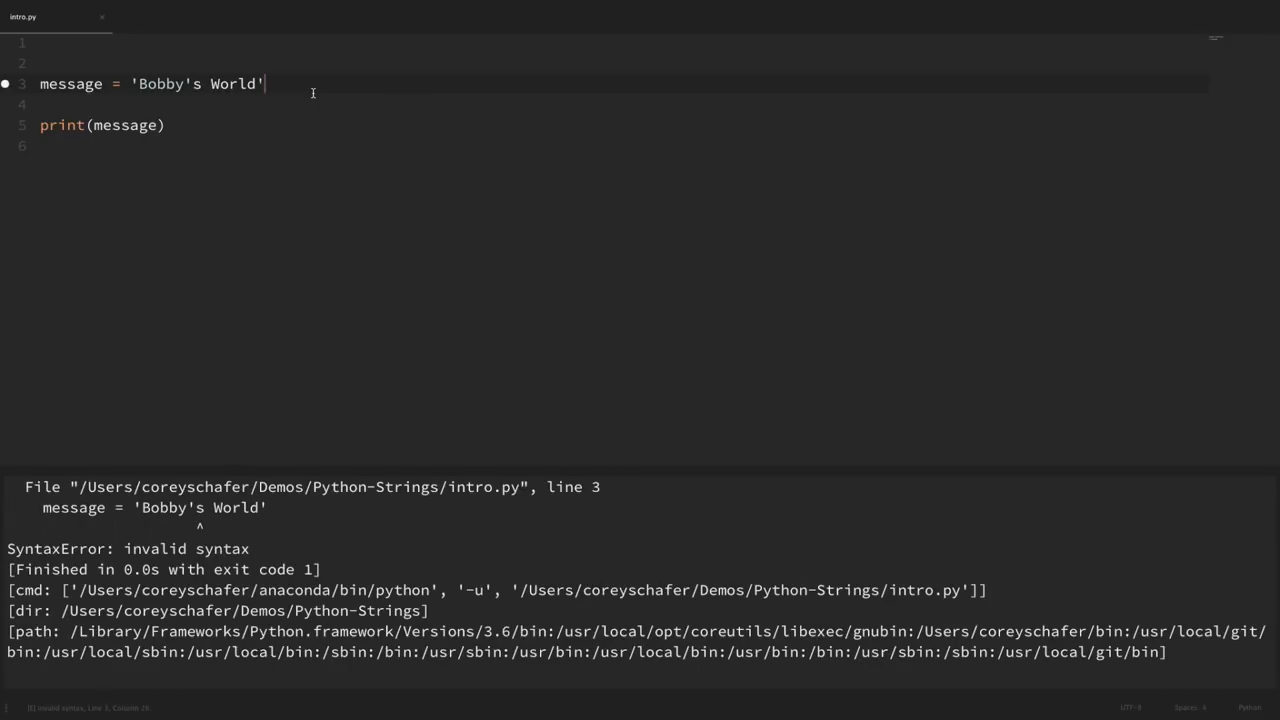 intro.py ×
1
2
3 message = 'Bobby's World'
4
5 print(message)
6
File "/Users/coreyschafer/Demos/Python-Strings/intro.py", line 3
message = 'Bobby's World'
^
SyntaxError: invalid syntax
[Finished in 0.0s with exit code 1]
[cmd: ['/Users/coreyschafer/anaconda/bin/python', '-u', '/Users/coreyschafer/Demos/Python-Strings/intro.py']]
[dir: /Users/coreyschafer/Demos/Python-Strings]
[path: /Library/Frameworks/Python.framework/Versions/3.6/bin:/usr/local/opt/coreutils/libexec/gnubin:/Users/coreyschafer/bin:/usr/local/git/
bin:/usr/local/sbin:/usr/local/bin:/sbin:/bin:/usr/sbin:/usr/bin:/usr/local/bin:/usr/bin:/bin:/usr/sbin:/sbin:/usr/local/git/bin]
[E] invalid syntax, Line 3, Column 26 UTF-8 Spaces: Python